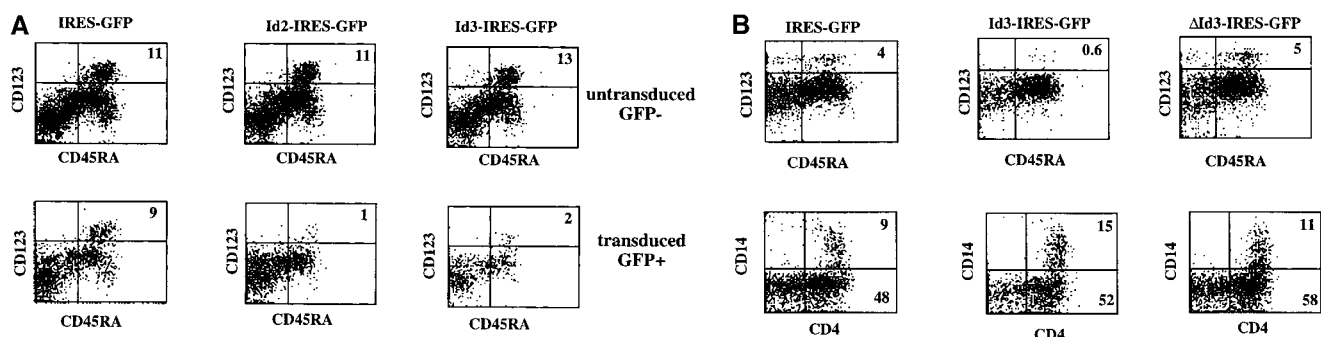 A
IRES-GFP
Id2-IRES-GFP
Id3-IRES-GFP
CD123
11
CD45RA
CD123
11
CD45RA
CD123
13
CD45RA
untransduced
GFP-
CD123
9
CD45RA
CD123
1
CD45RA
CD123
2
CD45RA
transduced
GFP+
B
IRES-GFP
Id3-IRES-GFP
ΔId3-IRES-GFP
CD123
4
CD45RA
CD123
0.6
CD45RA
CD123
5
CD45RA
CD14
9
48
CD4
CD14
15
52
CD4
CD14
11
58
CD4